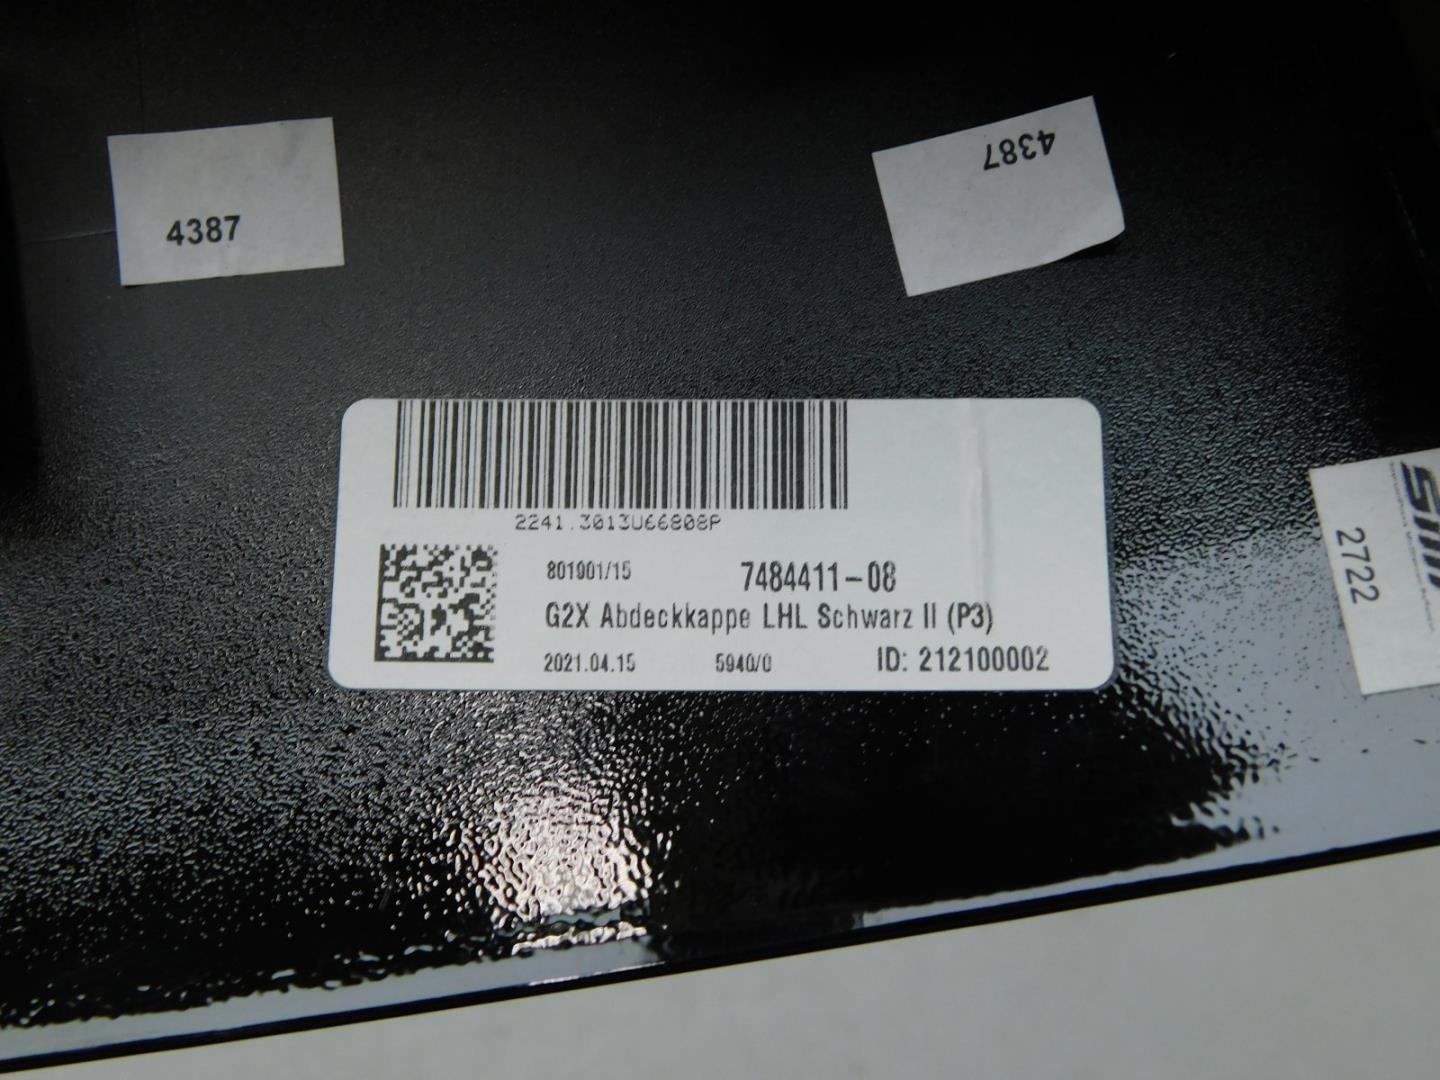 4387
4387
2241.3013U66808P
801901/15 7484411-08
G2X Abdeckkappe LHL Schwarz II (P3)
2021.04.15 5940/0 ID: 212100002
2722